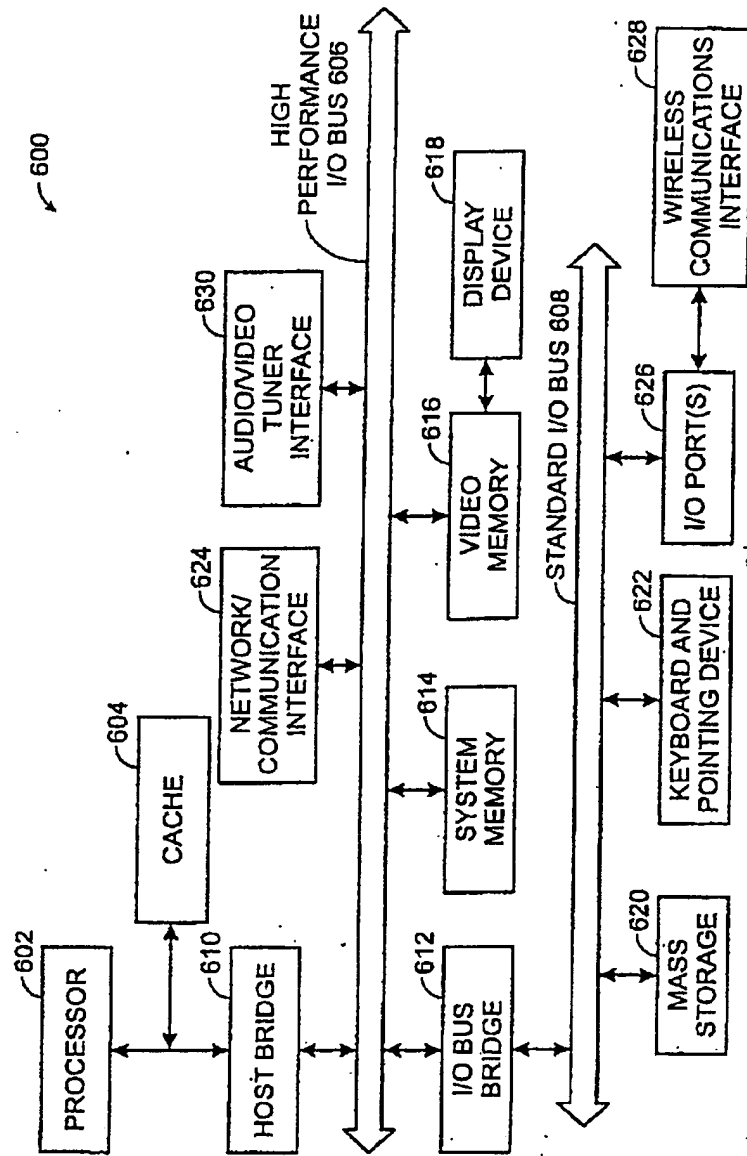 600
602
PROCESSOR
604
CACHE
610
HOST BRIDGE
624
NETWORK/
COMMUNICATION
INTERFACE
630
AUDIO/VIDEO
TUNER
INTERFACE
HIGH
PERFORMANCE
I/O BUS 606
612
I/O BUS
BRIDGE
614
SYSTEM
MEMORY
616
VIDEO
MEMORY
618
DISPLAY
DEVICE
STANDARD I/O BUS 608
620
MASS
STORAGE
622
KEYBOARD AND
POINTING DEVICE
626
I/O PORT(S)
628
WIRELESS
COMMUNICATIONS
INTERFACE